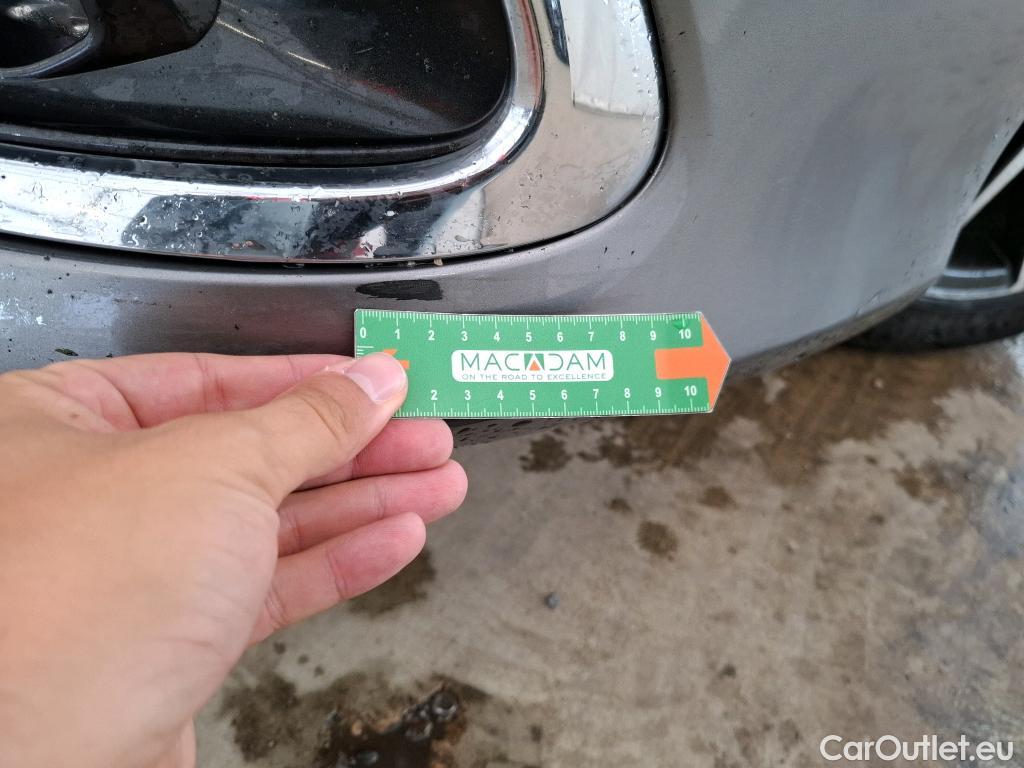 0 1 2 3 4 5 6 7 8 9 10
MACADAM
ON THE ROAD TO EXCELLENCE
2 3 4 5 6 7 8 9 10
CarOutlet.eu